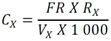 C_X = FR X R_X / V_X X 1 000